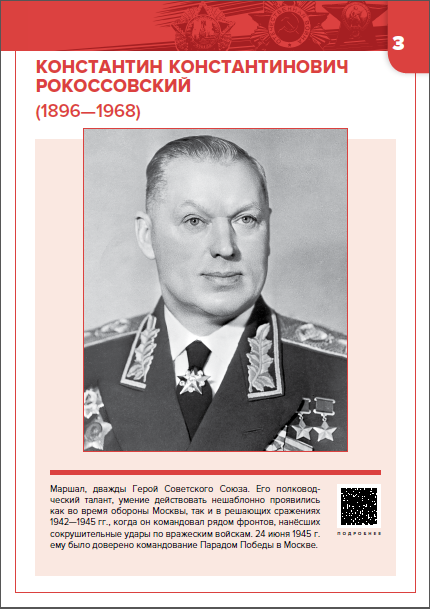 3
КОНСТАНТИН КОНСТАНТИНОВИЧ
РОКОССОВСКИЙ
(1896—1968)
Маршал, дважды Герой Советского Союза. Его полковод-
ческий талант, умение действовать нешаблонно проявились
как во время обороны Москвы, так и в решающих сражениях
1942—1945 гг., когда он командовал рядом фронтов, нанёсших
сокрушительные удары по вражеским войскам. 24 июня 1945 г.
ему было доверено командование Парадом Победы в Москве.
ПОДРОБНЕЕ